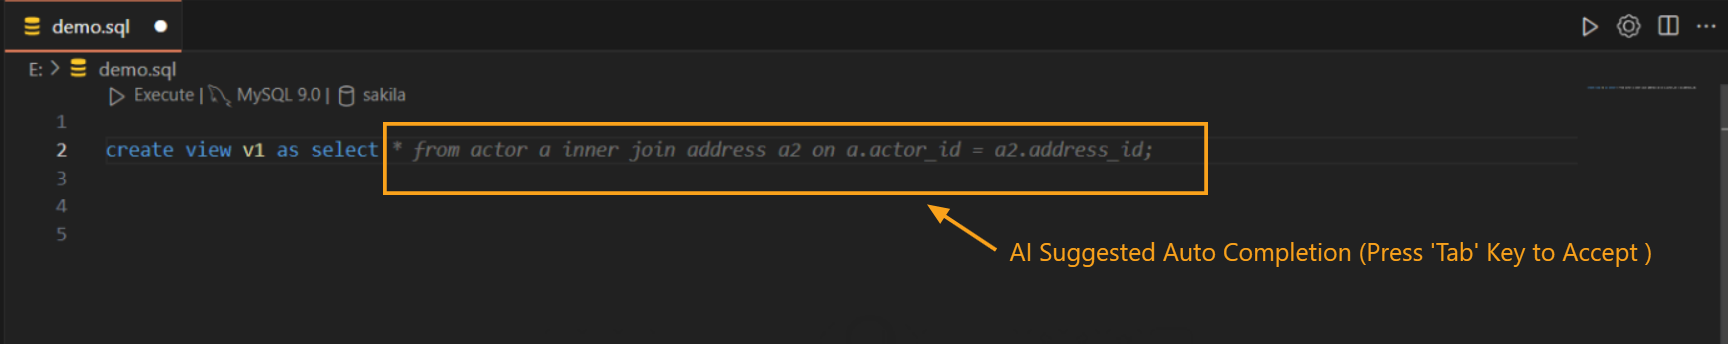 demo.sql
E: > demo.sql
Execute | MySQL 9.0 | sakila
1
2 create view v1 as select * from actor a inner join address a2 on a.actor_id = a2.address_id;
3
4
5
AI Suggested Auto Completion (Press 'Tab' Key to Accept )